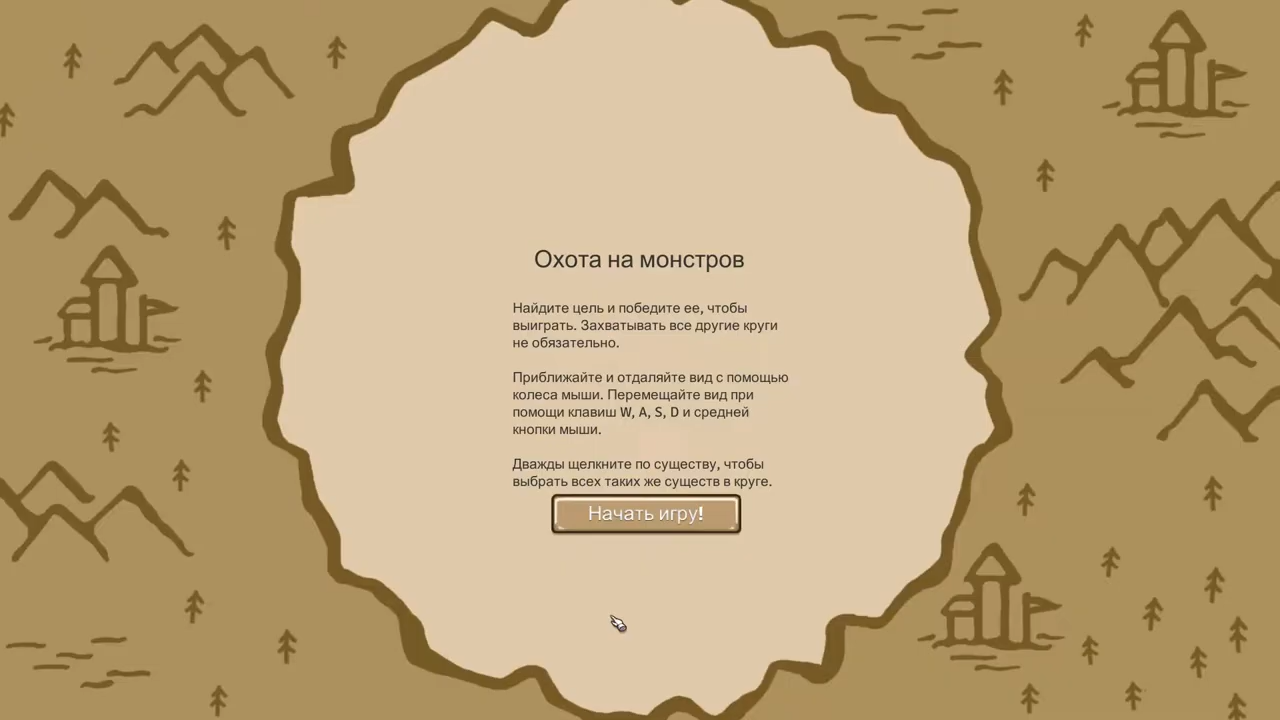 Охота на монстров
Найдите цель и победите ее, чтобы
выиграть. Захватывать все другие круги
не обязательно.
Приближайте и отдаляйте вид с помощью
колеса мыши. Перемещайте вид при
помощи клавиш W, A, S, D и средней
кнопки мыши.
Дважды щелкните по существу, чтобы
выбрать всех таких же существ в круге.
Начать игру!